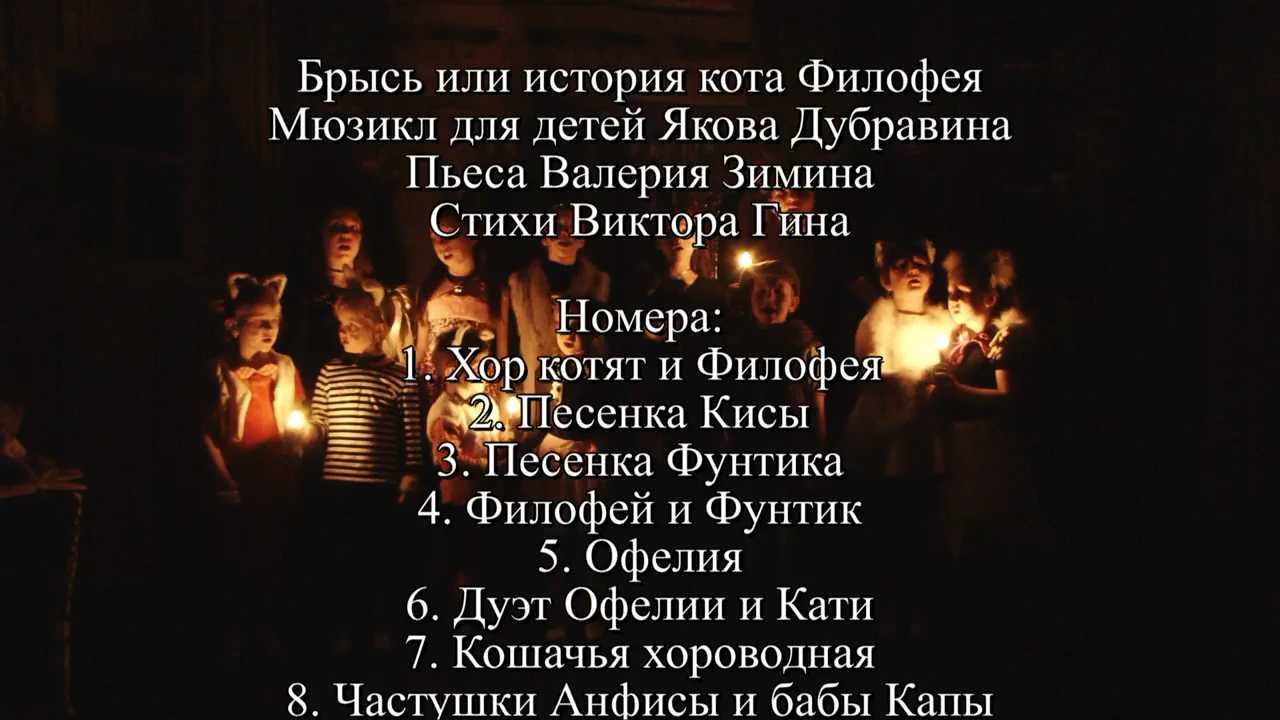 Брысь или история кота Филофея
Мюзикл для детей Якова Дубравина
Пьеса Валерия Зимина
Стихи Виктора Гина
Номера:
1. Хор котят и Филофея
2. Песенка Кисы
3. Песенка Фунтика
4. Филофей и Фунтик
5. Офелия
6. Дуэт Офелии и Кати
7. Кошачья хороводная
8. Частушки Анфисы и бабы Капы